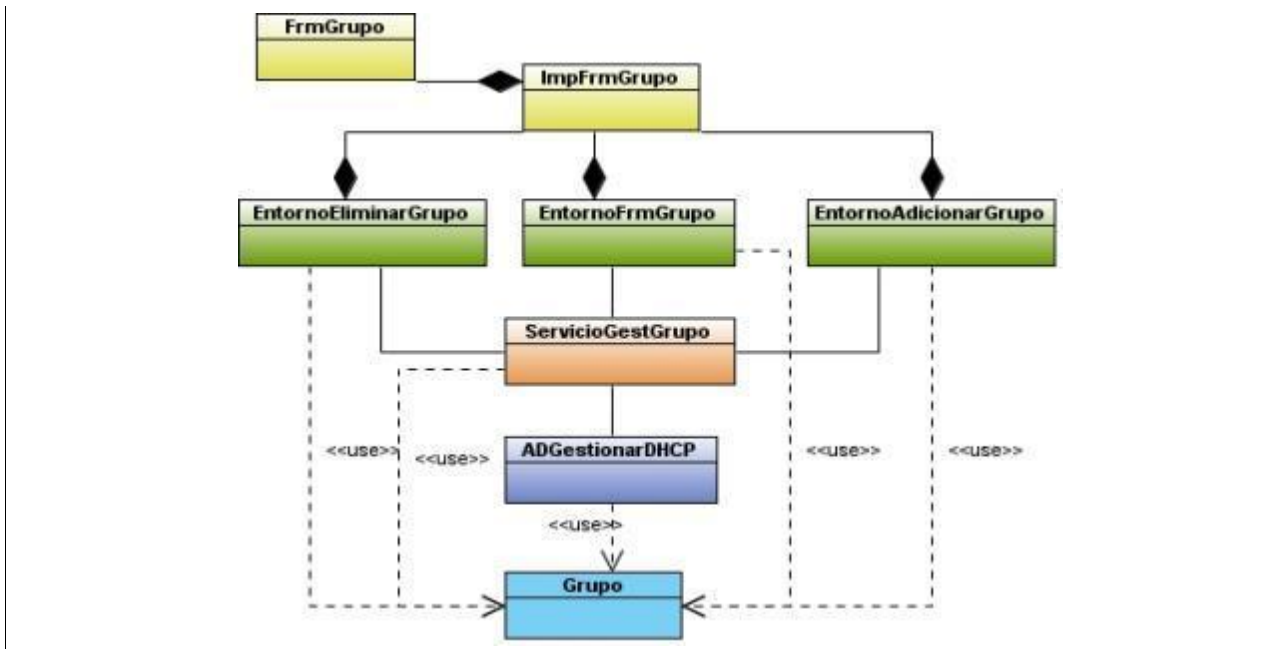 FrmGrupo
ImpFrmGrupo
EntornoEliminarGrupo
EntornoFrmGrupo
EntornoAdicionarGrupo
ServicioGestGrupo
<<use>>
<<use>>
ADGestionarDHCP
<<use>>
<<use>>
<<use>>
Grupo